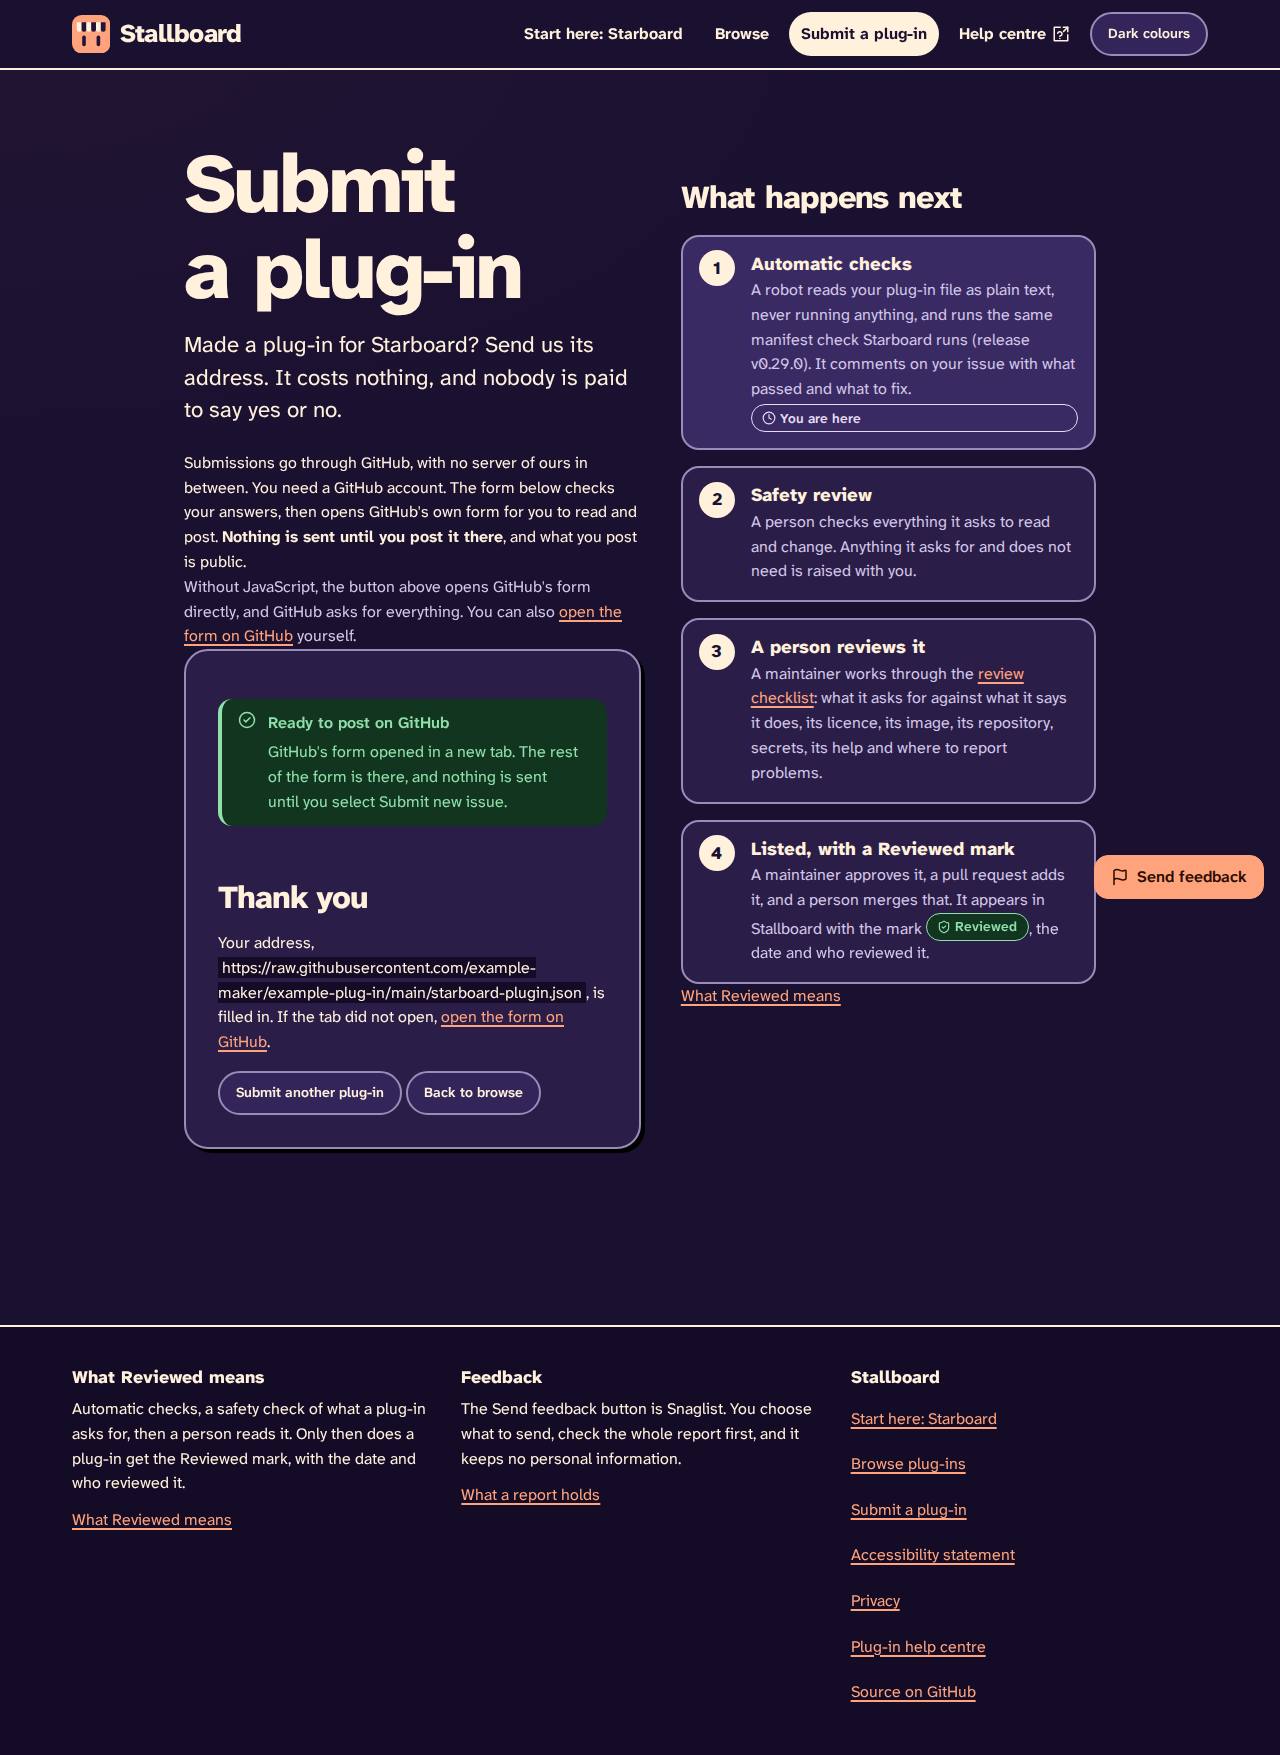 Stallboard
Start here: Starboard
Browse
Submit a plug-in
Help centre
Dark colours
Submit
a plug-in
Made a plug-in for Starboard? Send us its
address. It costs nothing, and nobody is paid
to say yes or no.
Submissions go through GitHub, with no server of ours in
between. You need a GitHub account. The form below checks
your answers, then opens GitHub's own form for you to read and
post. Nothing is sent until you post it there, and what you post
is public.
Without JavaScript, the button above opens GitHub's form
directly, and GitHub asks for everything. You can also open the
form on GitHub yourself.
Ready to post on GitHub
GitHub's form opened in a new tab. The rest
of the form is there, and nothing is sent
until you select Submit new issue.
Thank you
Your address,
https://raw.githubusercontent.com/example-
maker/example-plug-in/main/starboard-plugin.json , is
filled in. If the tab did not open, open the form on
GitHub.
Submit another plug-in
Back to browse
What happens next
1
Automatic checks
A robot reads your plug-in file as plain text,
never running anything, and runs the same
manifest check Starboard runs (release
v0.29.0). It comments on your issue with what
passed and what to fix.
You are here
2
Safety review
A person checks everything it asks to read
and change. Anything it asks for and does not
need is raised with you.
3
A person reviews it
A maintainer works through the review
checklist: what it asks for against what it says
it does, its licence, its image, its repository,
secrets, its help and where to report
problems.
4
Listed, with a Reviewed mark
A maintainer approves it, a pull request adds
it, and a person merges that. It appears in
Stallboard with the mark Reviewed , the
date and who reviewed it.
What Reviewed means
Send feedback
What Reviewed means
Automatic checks, a safety check of what a plug-in
asks for, then a person reads it. Only then does a
plug-in get the Reviewed mark, with the date and
who reviewed it.
What Reviewed means
Feedback
The Send feedback button is Snaglist. You choose
what to send, check the whole report first, and it
keeps no personal information.
What a report holds
Stallboard
Start here: Starboard
Browse plug-ins
Submit a plug-in
Accessibility statement
Privacy
Plug-in help centre
Source on GitHub